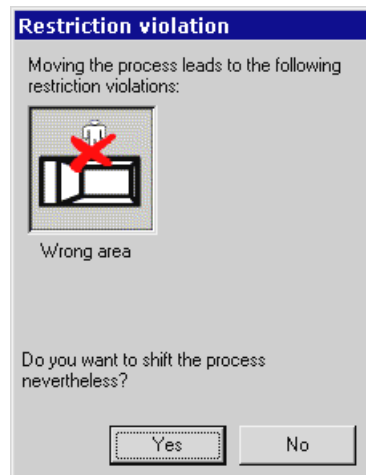 Restriction violation
Moving the process leads to the following
restriction violations:
Wrong area
Do you want to shift the process
nevertheless?
Yes
No